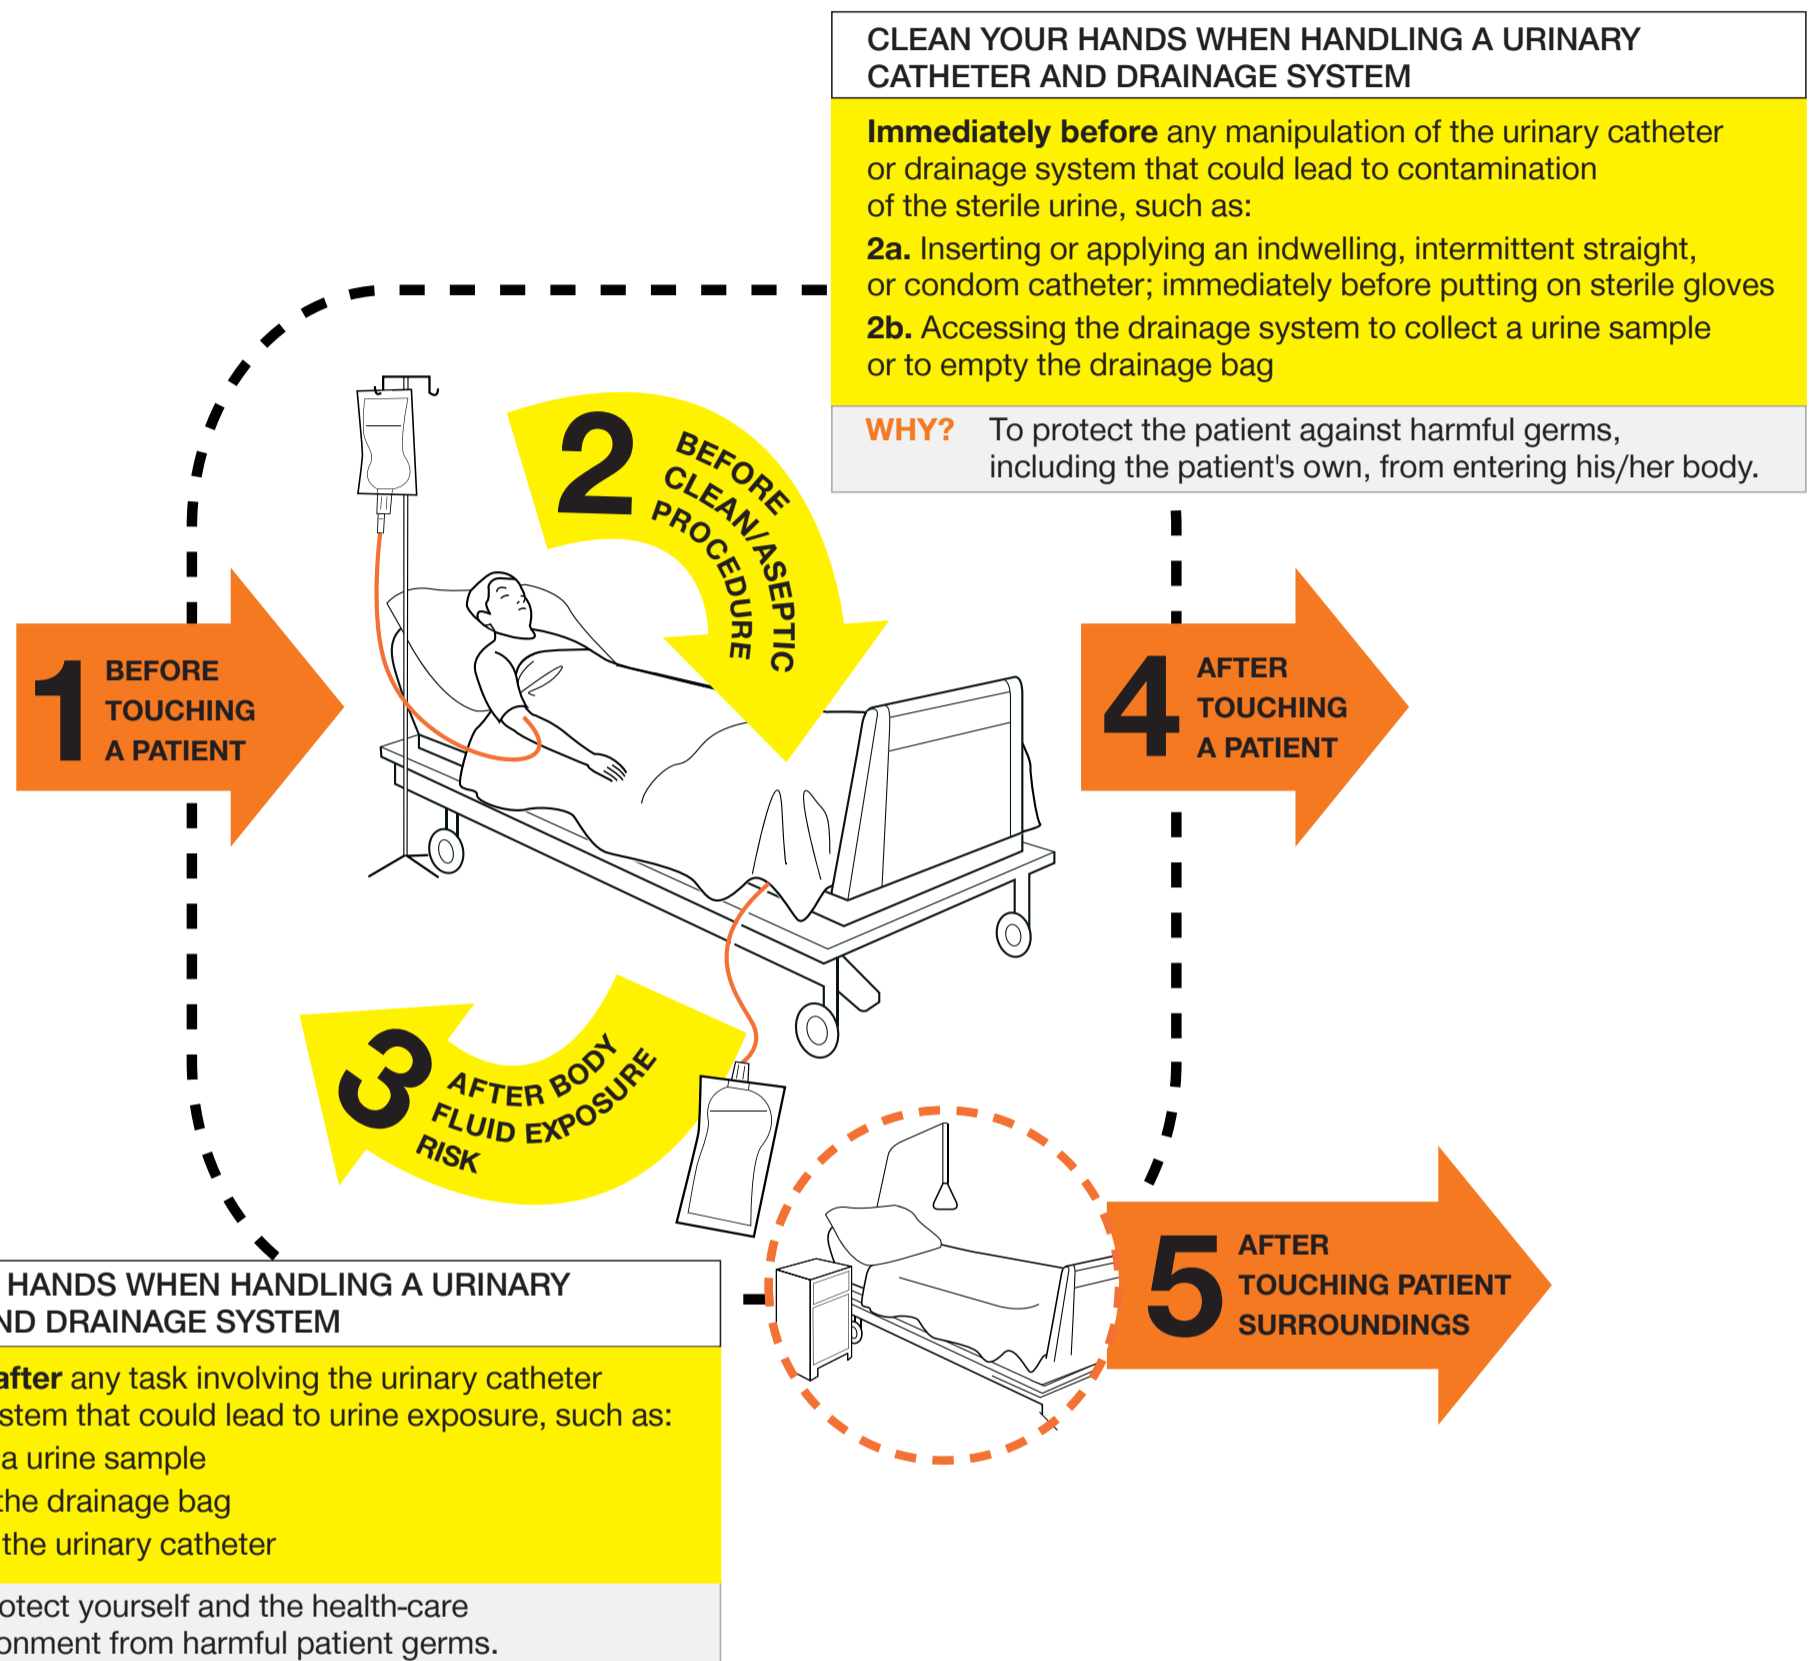 CLEAN YOUR HANDS WHEN HANDLING A URINARY
CATHETER AND DRAINAGE SYSTEM
Immediately before any manipulation of the urinary catheter
or drainage system that could lead to contamination
of the sterile urine, such as:
2a. Inserting or applying an indwelling, intermittent straight,
or condom catheter; immediately before putting on sterile gloves
2b. Accessing the drainage system to collect a urine sample
or to empty the drainage bag
WHY? To protect the patient against harmful germs,
including the patient's own, from entering his/her body.
2 BEFORE
CLEAN/ASEPTIC
PROCEDURE
1 BEFORE
TOUCHING
A PATIENT
4 AFTER
TOUCHING
A PATIENT
3 AFTER BODY
FLUID EXPOSURE
RISK
5 AFTER
TOUCHING PATIENT
SURROUNDINGS
HANDS WHEN HANDLING A URINARY
ND DRAINAGE SYSTEM
after any task involving the urinary catheter
stem that could lead to urine exposure, such as:
a urine sample
the drainage bag
the urinary catheter
otect yourself and the health-care
onment from harmful patient germs.